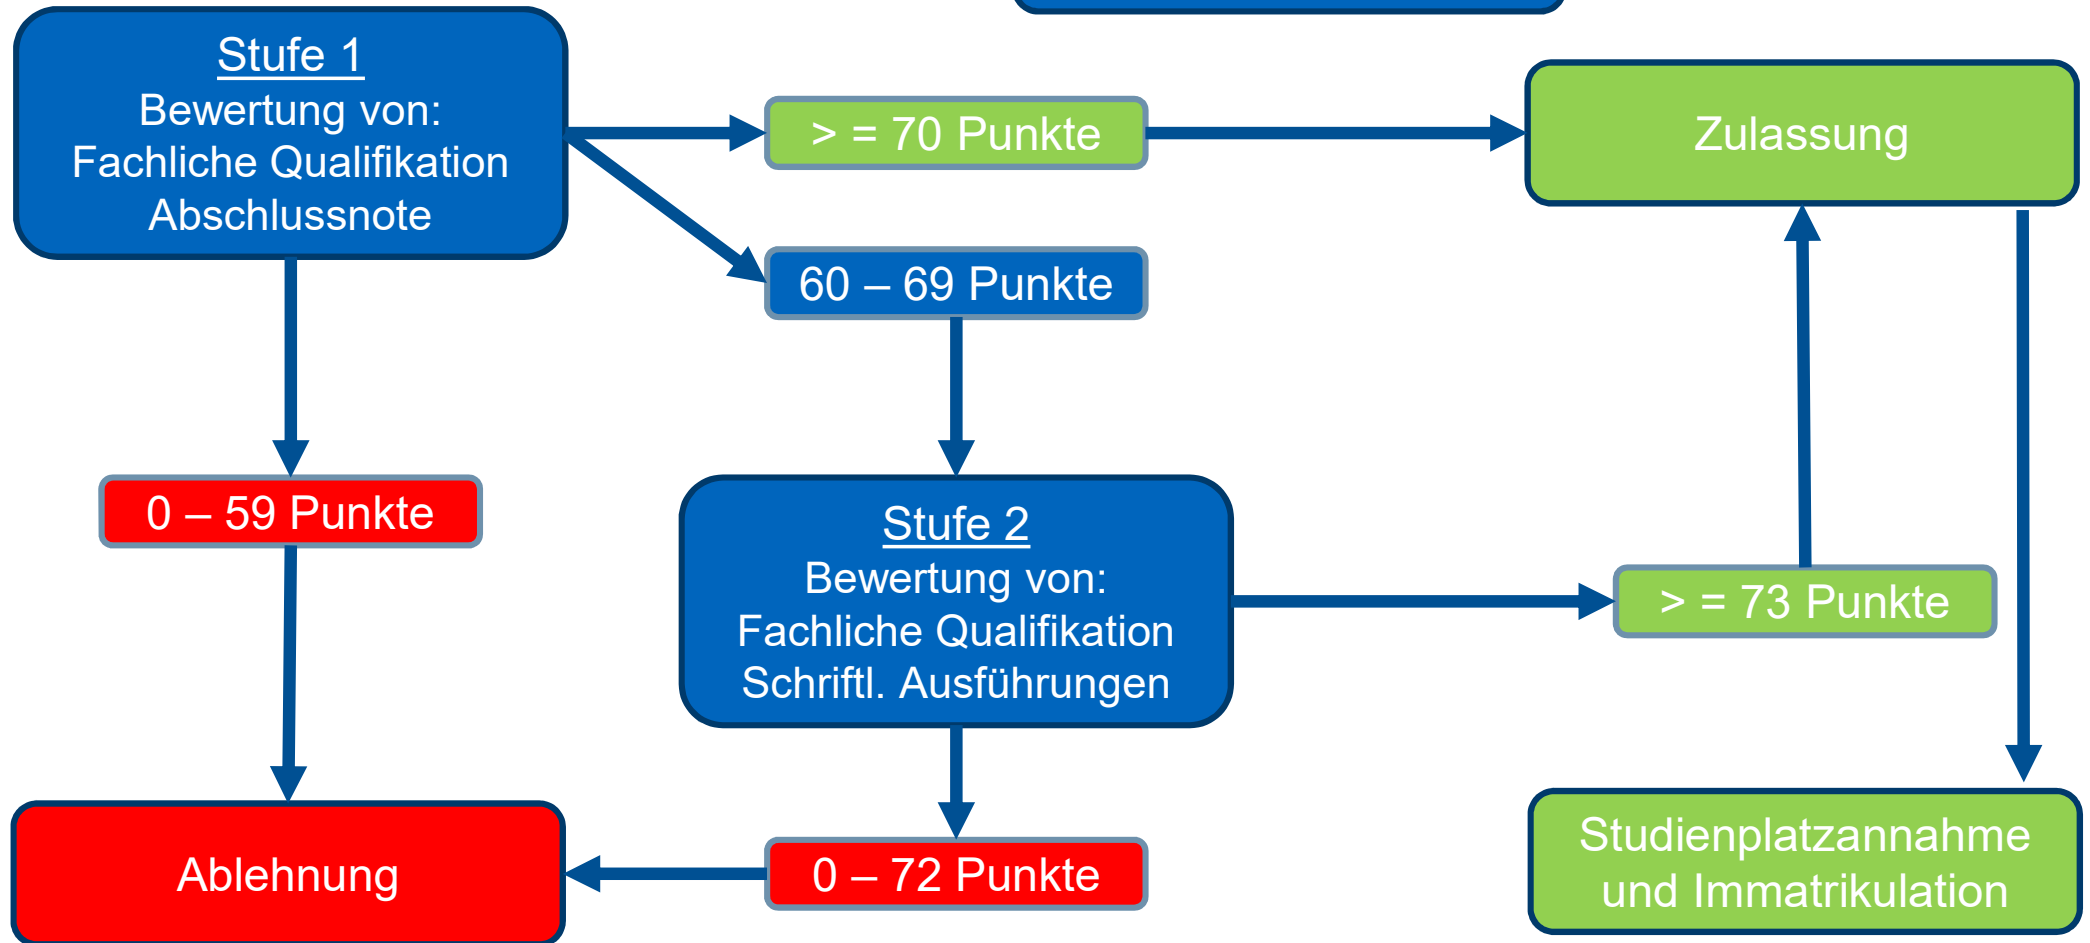 Stufe 1
Bewertung von:
Fachliche Qualifikation
Abschlussnote
> = 70 Punkte
Zulassung
60 – 69 Punkte
0 – 59 Punkte
Stufe 2
Bewertung von:
Fachliche Qualifikation
Schriftl. Ausführungen
> = 73 Punkte
Ablehnung
0 – 72 Punkte
Studienplatzannahme
und Immatrikulation